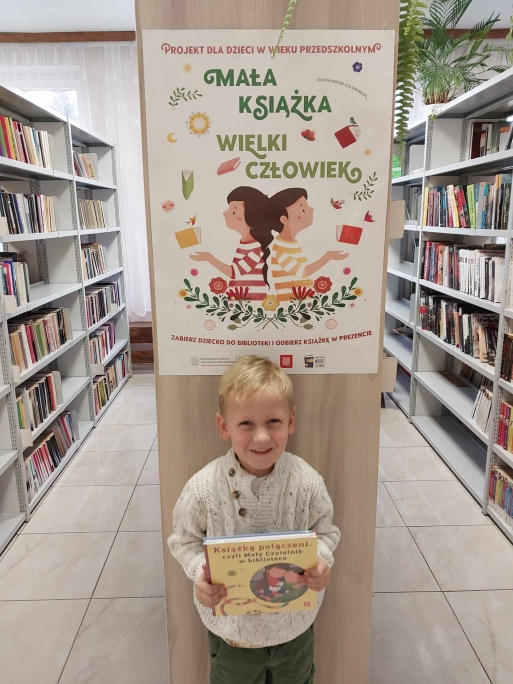 PROJEKT DLA DZIECI W WIEKU PRZEDSZKOLNYM
MAŁA
KSIĄŻKA
WIELKI
CZŁOWIEK
ZABIERZ DZIECKO DO BIBLIOTEKI I ODBIERZ KSIĄŻKĘ W PREZENCIE
Książką połączeni,
czyli Mały Czytelnik
w bibliotece